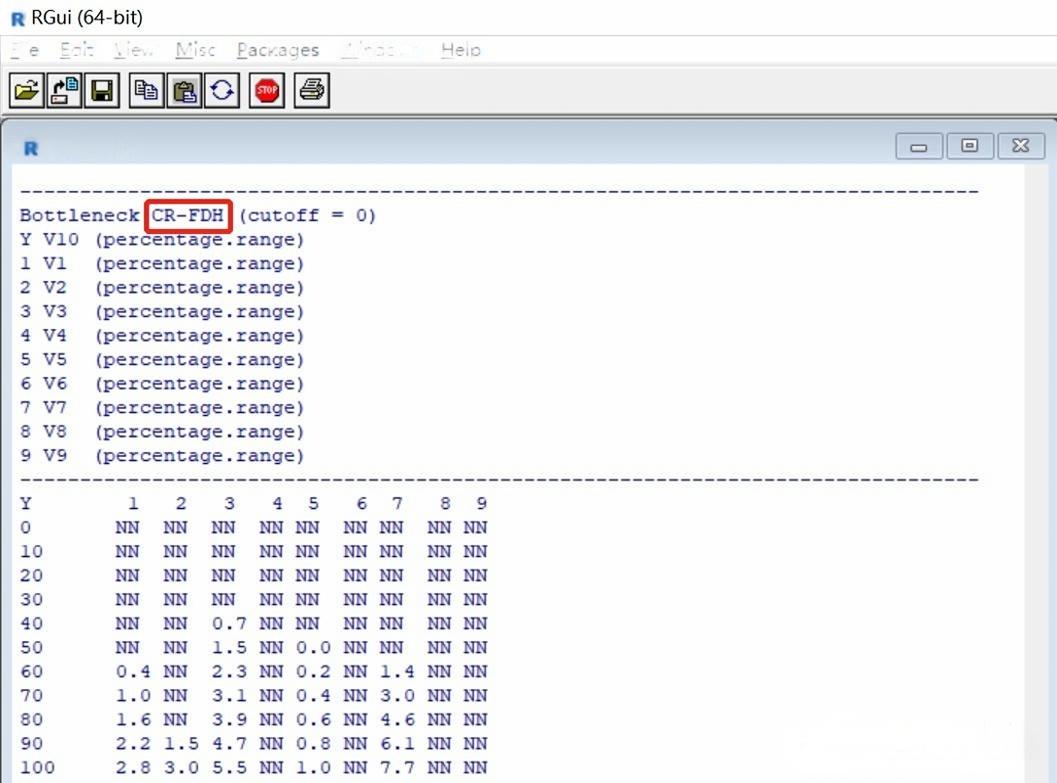 R RGui (64-bit)
Misc Packages Help
STOP
R
--------------------------------------------------------------------------------
Bottleneck CR-FDH (cutoff = 0)
Y V10 (percentage.range)
1 V1 (percentage.range)
2 V2 (percentage.range)
3 V3 (percentage.range)
4 V4 (percentage.range)
5 V5 (percentage.range)
6 V6 (percentage.range)
7 V7 (percentage.range)
8 V8 (percentage.range)
9 V9 (percentage.range)
--------------------------------------------------------------------------------
Y 1 2 3 4 5 6 7 8 9
0 NN NN NN NN NN NN NN NN NN
10 NN NN NN NN NN NN NN NN NN
20 NN NN NN NN NN NN NN NN NN
30 NN NN NN NN NN NN NN NN NN
40 NN NN 0.7 NN NN NN NN NN NN
50 NN NN 1.5 NN 0.0 NN NN NN NN
60 0.4 NN 2.3 NN 0.2 NN 1.4 NN NN
70 1.0 NN 3.1 NN 0.4 NN 3.0 NN NN
80 1.6 NN 3.9 NN 0.6 NN 4.6 NN NN
90 2.2 1.5 4.7 NN 0.8 NN 6.1 NN NN
100 2.8 3.0 5.5 NN 1.0 NN 7.7 NN NN